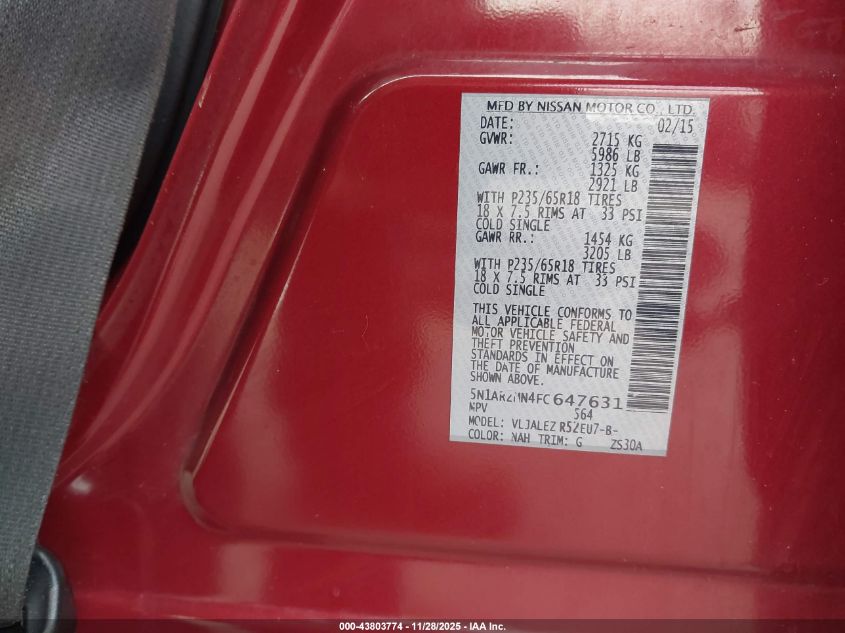 MFD BY NISSAN MOTOR CO., LTD.
DATE: 02/15
GVWR: 2715 KG
5986 LB
GAWR FR.: 1325 KG
2921 LB
WITH P235/65R18 TIRES
18 X 7.5 RIMS AT 33 PSI
COLD SINGLE
GAWR RR.: 1454 KG
3205 LB
WITH P235/65R18 TIRES
18 X 7.5 RIMS AT 33 PSI
COLD SINGLE
THIS VEHICLE CONFORMS TO
ALL APPLICABLE FEDERAL
MOTOR VEHICLE SAFETY AND
THEFT PREVENTION
STANDARDS IN EFFECT ON
THE DATE OF MANUFACTURE
SHOWN ABOVE.
647631
MPV 564
MODEL: VLJALEZ R52EU7-B-
COLOR: NAH TRIM: G ZS30A
000-43803774 | 11/28/2025 - IAA Inc.